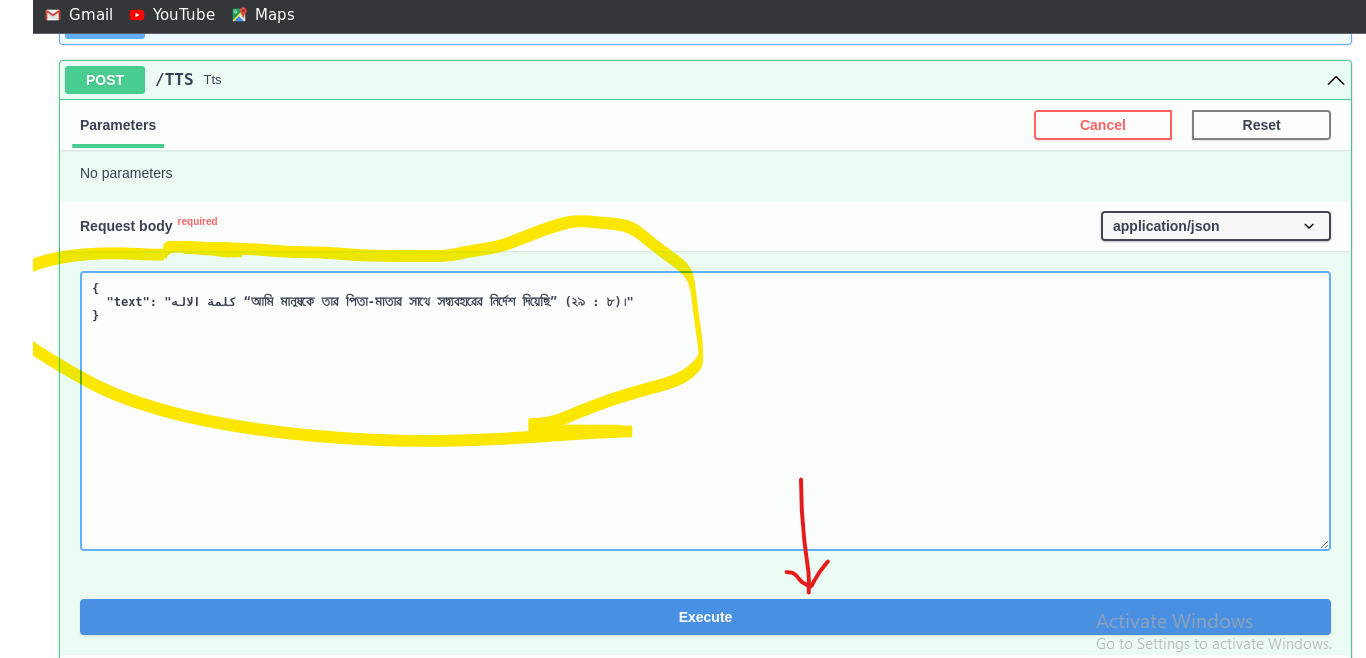 Gmail YouTube Maps
POST /TTS Tts
Parameters Cancel Reset
No parameters
Request body required application/json
{
"text": "كلمة الاله “আমি মানুষকে তার পিতা-মাতার সাথে সদ্ব্যবহারের নির্দেশ দিয়েছি” (২৯ : ৮)।"
}
Execute
Activate Windows
Go to Settings to activate Windows.